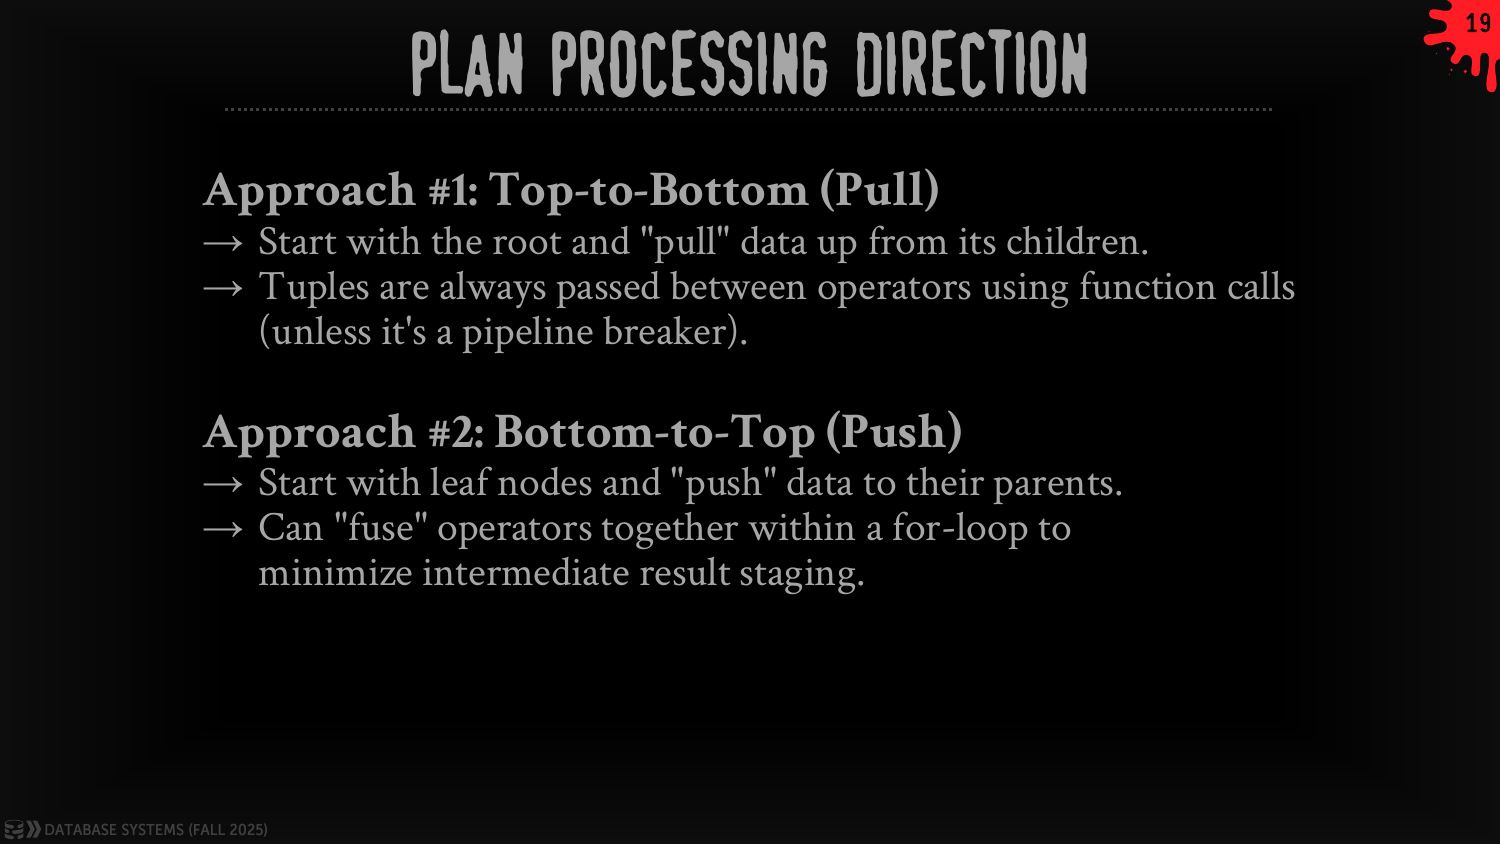 PLAN PROCESSING DIRECTION
19
Approach #1: Top-to-Bottom (Pull)
→ Start with the root and "pull" data up from its children.
→ Tuples are always passed between operators using function calls
(unless it's a pipeline breaker).
Approach #2: Bottom-to-Top (Push)
→ Start with leaf nodes and "push" data to their parents.
→ Can "fuse" operators together within a for-loop to
minimize intermediate result staging.
DATABASE SYSTEMS (FALL 2025)